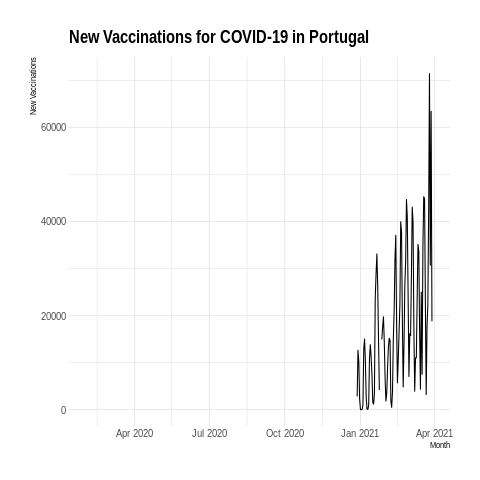 New Vaccinations for COVID-19 in Portugal
New Vaccinations
60000
40000
20000
0
Apr 2020 Jul 2020 Oct 2020 Jan 2021 Apr 2021
Month